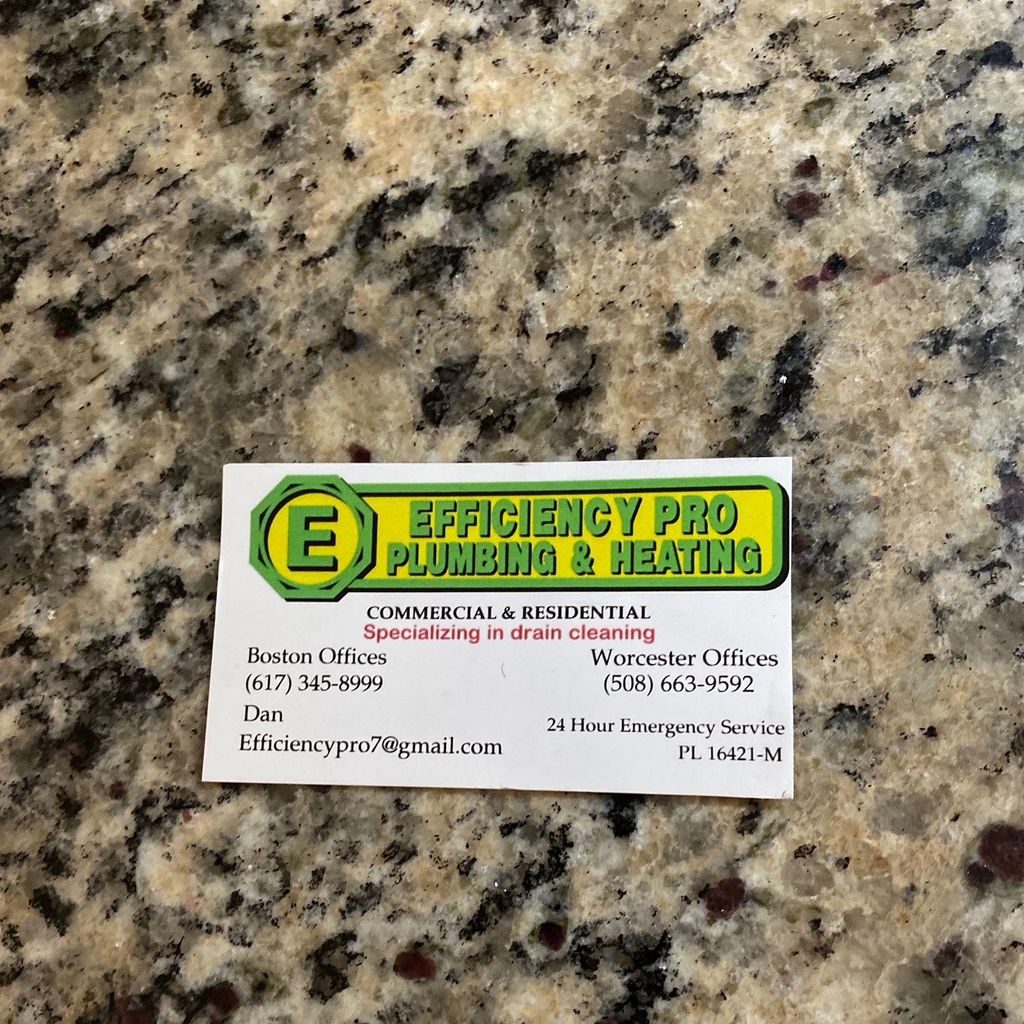 E
EFFICIENCY PRO
PLUMBING & HEATING
COMMERCIAL & RESIDENTIAL
Specializing in drain cleaning
Boston Offices
(617) 345-8999
Worcester Offices
(508) 663-9592
Dan
Efficiencypro7@gmail.com
24 Hour Emergency Service
PL 16421-M